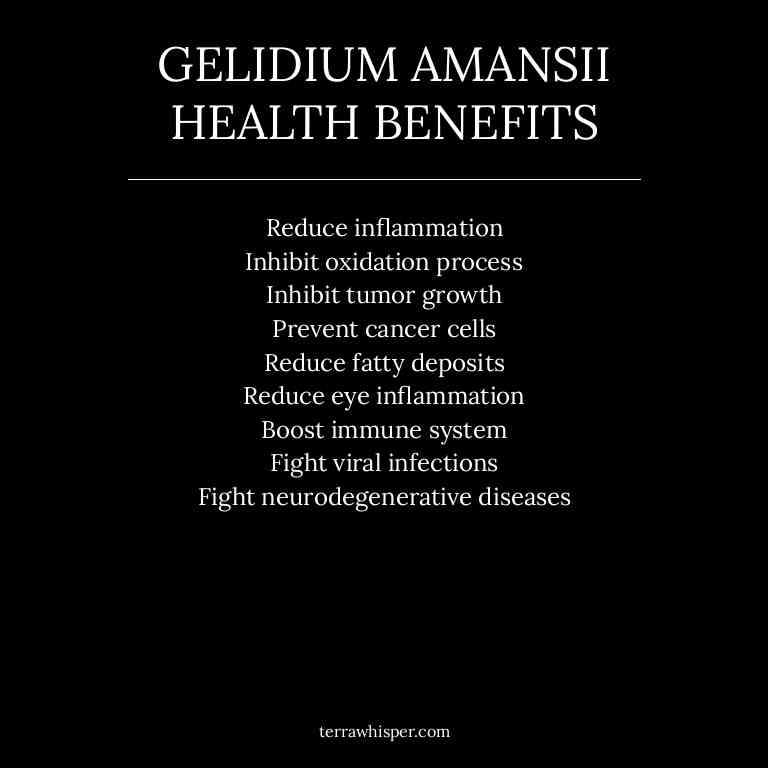 GELIDIUM AMANSII
HEALTH BENEFITS
Reduce inflammation
Inhibit oxidation process
Inhibit tumor growth
Prevent cancer cells
Reduce fatty deposits
Reduce eye inflammation
Boost immune system
Fight viral infections
Fight neurodegenerative diseases
terrawhisper.com